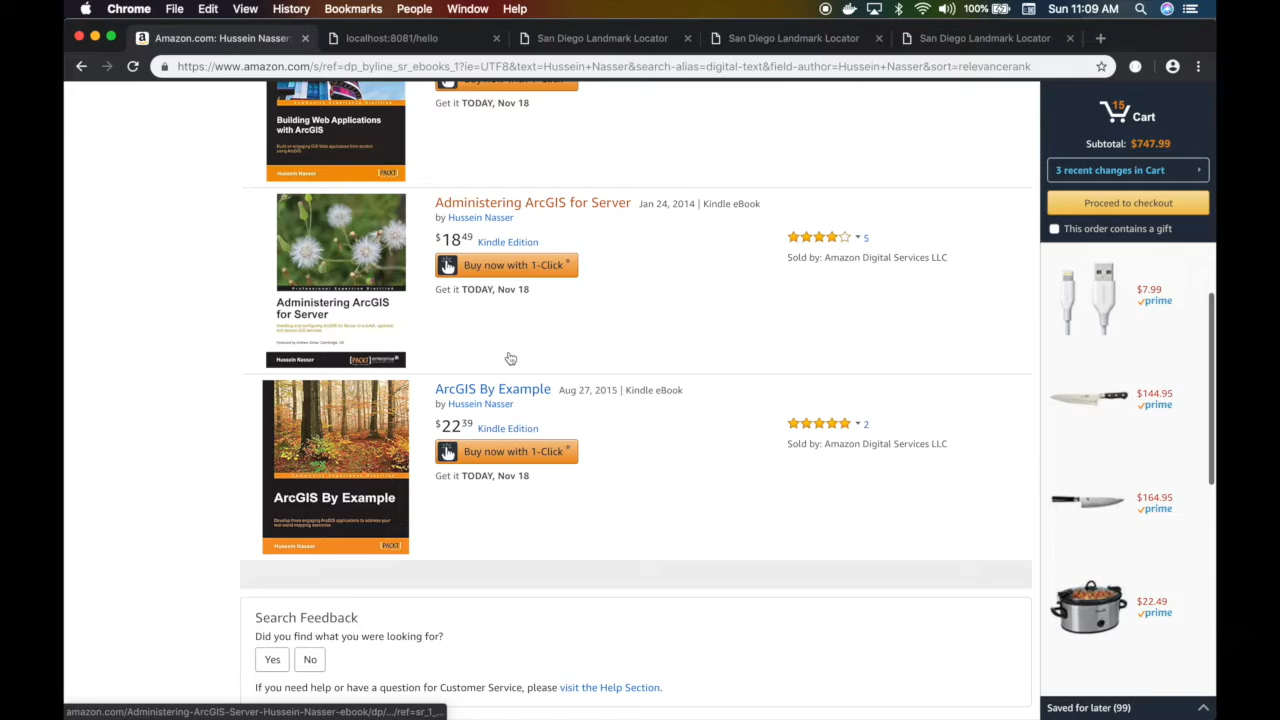 Chrome File Edit View History Bookmarks People Window Help
100% Sun 11:09 AM
Amazon.com: Hussein Nasser:
localhost:8081/hello
San Diego Landmark Locator
San Diego Landmark Locator
San Diego Landmark Locator
https://www.amazon.com/s/ref=dp_byline_sr_ebooks_1?ie=UTF8&text=Hussein+Nasser&search-alias=digital-text&field-author=Hussein+Nasser&sort=relevancerank
Get it TODAY, Nov 18
Building Web Applications
with ArcGIS
Hussein Nasser
PACKT
Administering ArcGIS for Server Jan 24, 2014 | Kindle eBook
by Hussein Nasser
$18 49 Kindle Edition
Buy now with 1-Click *
Get it TODAY, Nov 18
5
Sold by: Amazon Digital Services LLC
Administering ArcGIS
for Server
Hussein Nasser
[PACKT] enterprise
ArcGIS By Example Aug 27, 2015 | Kindle eBook
by Hussein Nasser
$22 39 Kindle Edition
Buy now with 1-Click *
Get it TODAY, Nov 18
2
Sold by: Amazon Digital Services LLC
ArcGIS By Example
Hussein Nasser
PACKT
Search Feedback
Did you find what you were looking for?
Yes
No
If you need help or have a question for Customer Service, please visit the Help Section.
15
Cart
Subtotal: $747.99
3 recent changes in Cart
Proceed to checkout
This order contains a gift
$7.99
prime
$144.95
prime
$164.95
prime
$22.49
prime
Saved for later (99)
amazon.com/Administering-ArcGIS-Server-Hussein-Nasser-ebook/dp/.../ref=sr_1_...